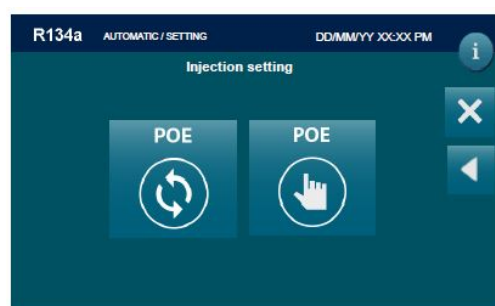 R134a AUTOMATIC / SETTING DD/MM/YY XX:XX PM
i
Injection setting
POE POE